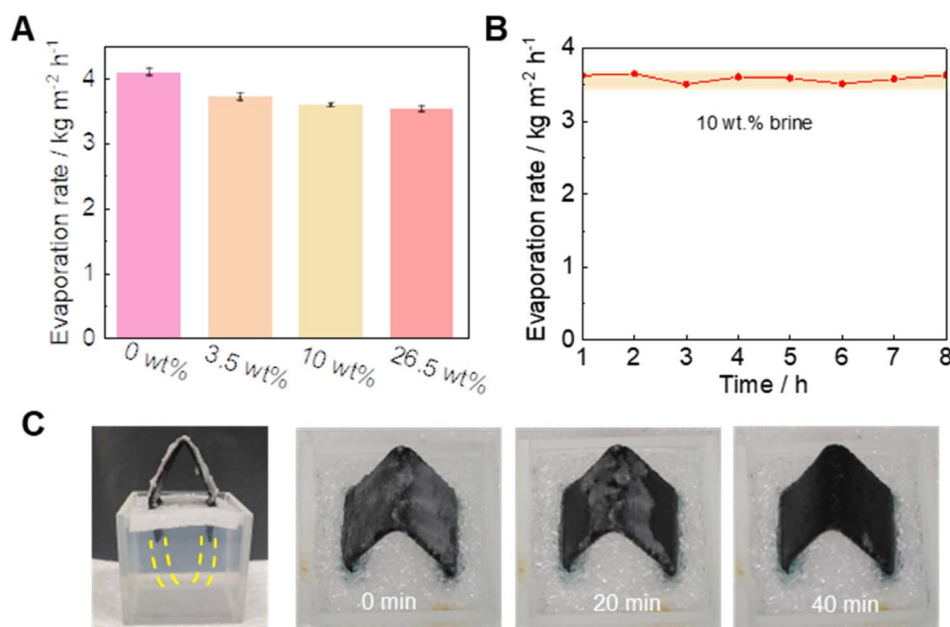 A
Evaporation rate / kg m⁻² h⁻¹
4
3
2
1
0
0 wt%
3.5 wt%
10 wt%
26.5 wt%
B
Evaporation rate / kg m⁻² h⁻¹
4
3
2
1
0
10 wt.% brine
1 2 3 4 5 6 7 8
Time / h
C
0 min
20 min
40 min